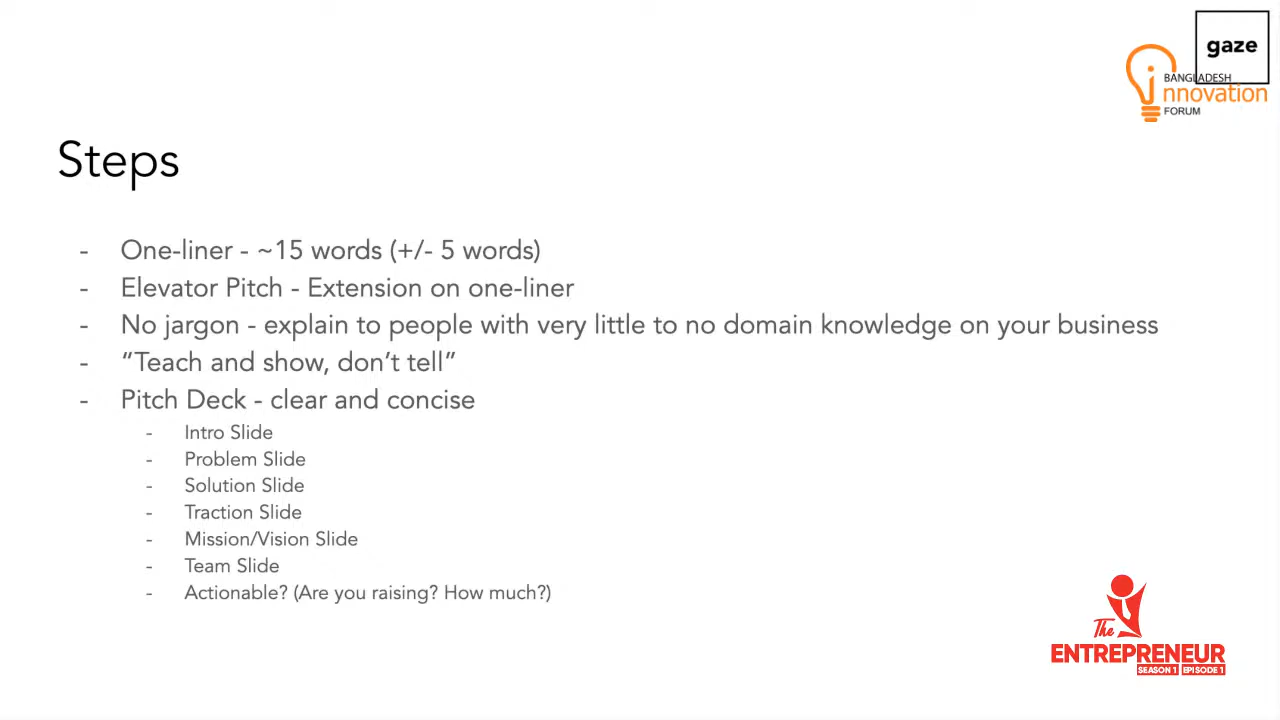 gaze
BANGLADESH
innovation
FORUM
Steps
- One-liner - ~15 words (+/- 5 words)
- Elevator Pitch - Extension on one-liner
- No jargon - explain to people with very little to no domain knowledge on your business
- “Teach and show, don’t tell”
- Pitch Deck - clear and concise
- Intro Slide
- Problem Slide
- Solution Slide
- Traction Slide
- Mission/Vision Slide
- Team Slide
- Actionable? (Are you raising? How much?)
The
ENTREPRENEUR
SEASON 1 EPISODE 1